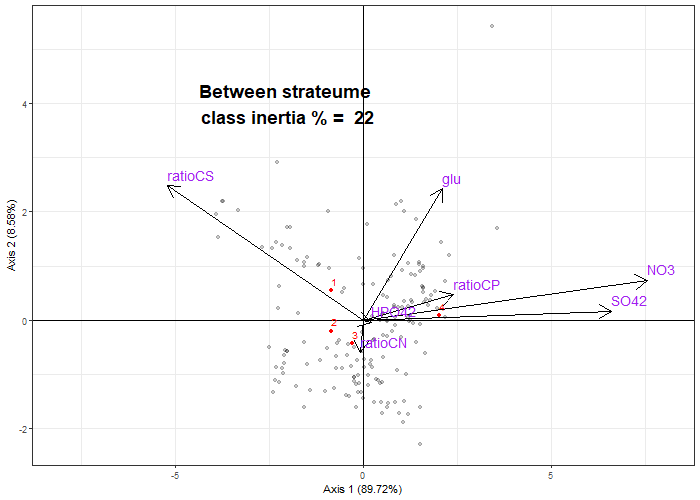 Between strateume
class inertia % = 22
ratioCS
glu
NO3
ratioCP
SO42
HPO42
ratioCN
1
2
3
4
4
2
0
-2
-5
0
5
Axis 1 (89.72%)
Axis 2 (8.58%)